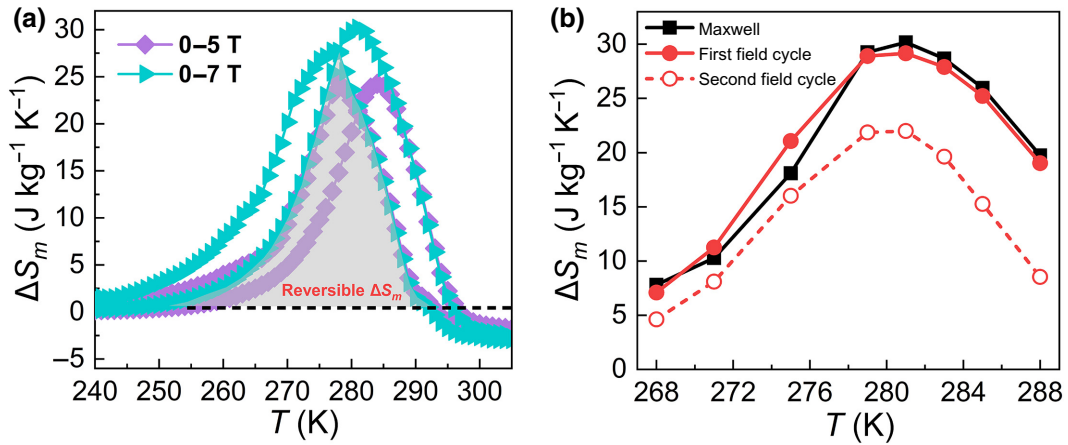 (a)
0–5 T
0–7 T
Reversible ΔSₘ
ΔSₘ (J kg⁻¹ K⁻¹)
30
25
20
15
10
5
0
–5
240 250 260 270 280 290 300
T (K)
(b)
Maxwell
First field cycle
Second field cycle
ΔSₘ (J kg⁻¹ K⁻¹)
30
25
20
15
10
5
0
268 272 276 280 284 288
T (K)